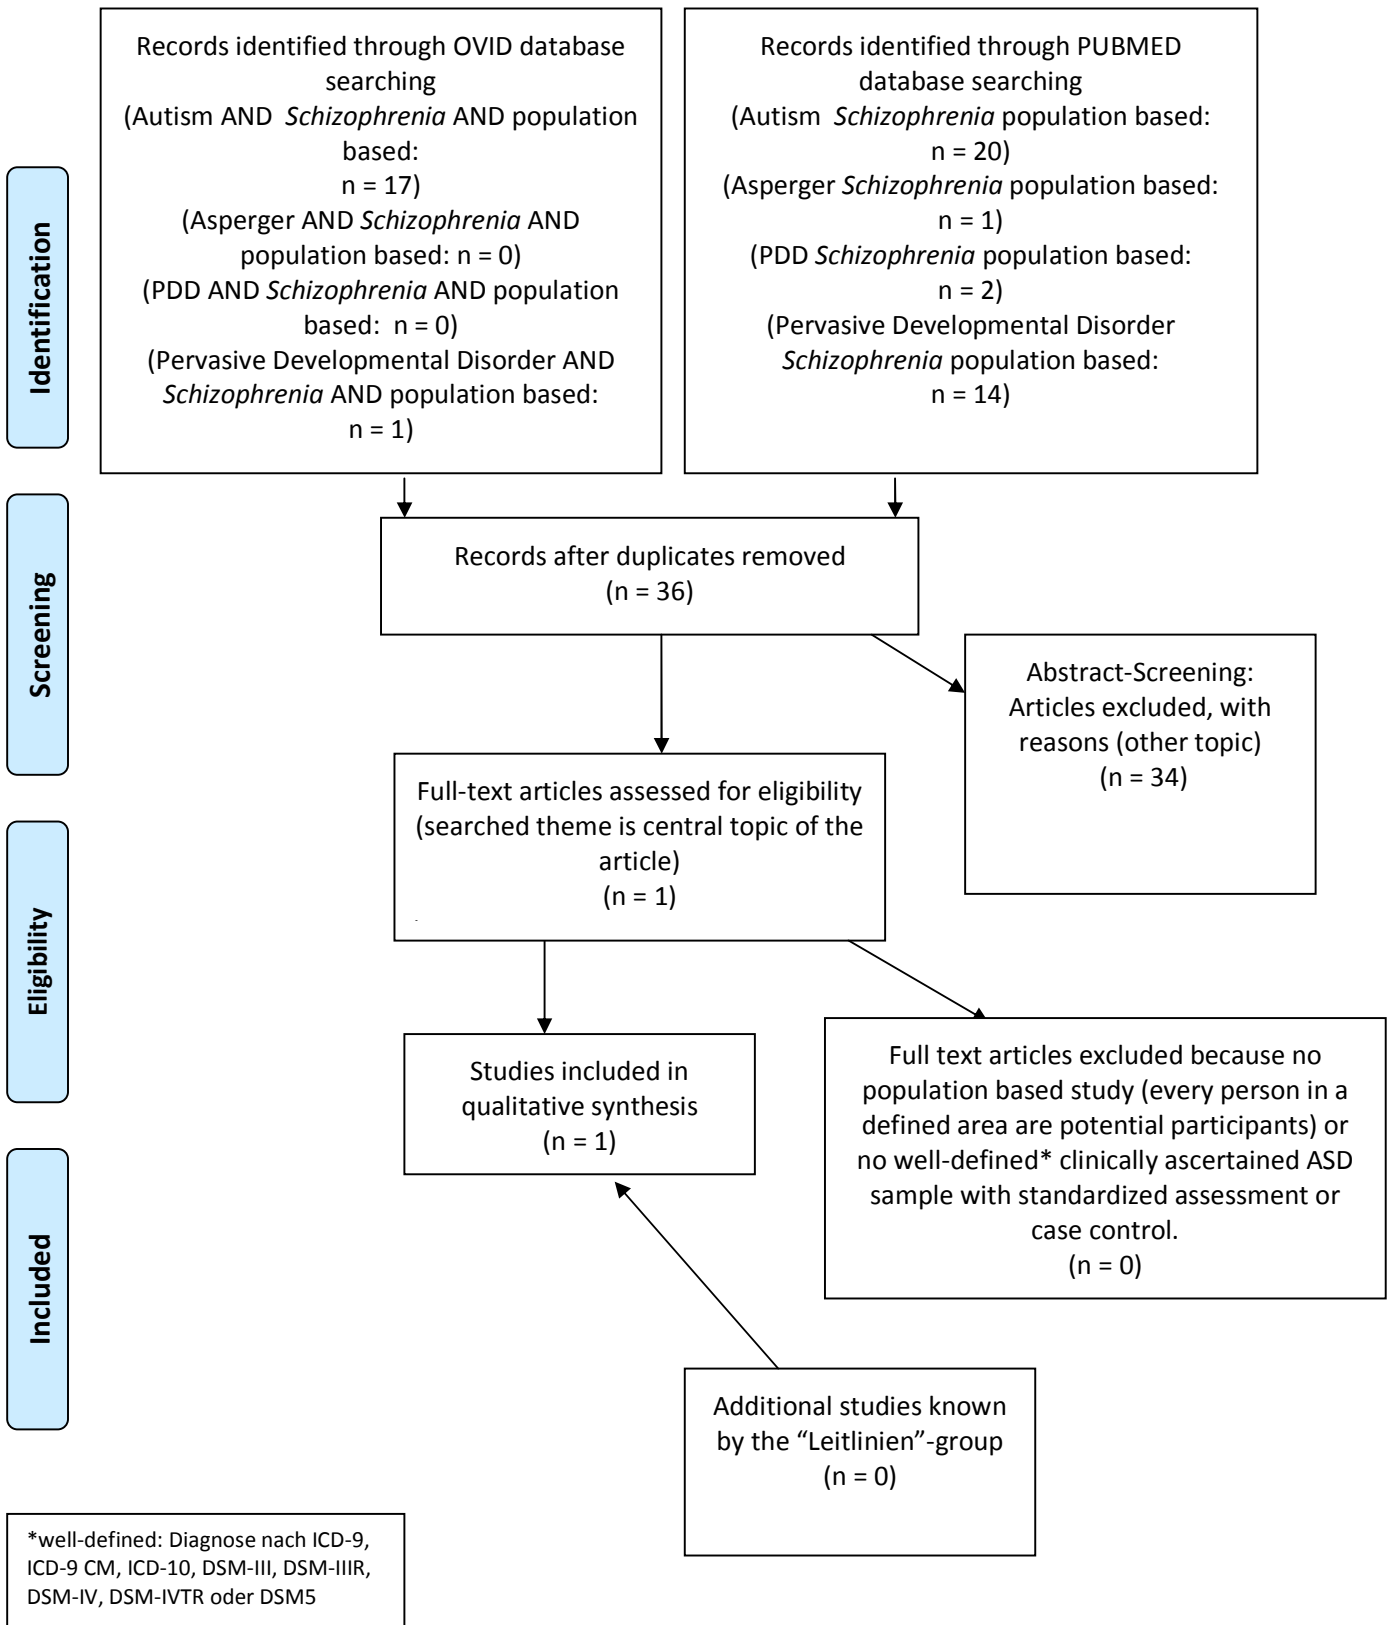 Records identified through OVID database
searching
(Autism AND Schizophrenia AND population
based:
n = 17)
(Asperger AND Schizophrenia AND
population based: n = 0)
(PDD AND Schizophrenia AND population
based: n = 0)
(Pervasive Developmental Disorder AND
Schizophrenia AND population based:
n = 1)
Records identified through PUBMED
database searching
(Autism Schizophrenia population based:
n = 20)
(Asperger Schizophrenia population based:
n = 1)
(PDD Schizophrenia population based:
n = 2)
(Pervasive Developmental Disorder
Schizophrenia population based:
n = 14)
Identification
Records after duplicates removed
(n = 36)
Screening
Abstract-Screening:
Articles excluded, with
reasons (other topic)
(n = 34)
Full-text articles assessed for eligibility
(searched theme is central topic of the
article)
(n = 1)
Eligibility
Studies included in
qualitative synthesis
(n = 1)
Full text articles excluded because no
population based study (every person in a
defined area are potential participants) or
no well-defined* clinically ascertained ASD
sample with standardized assessment or
case control.
(n = 0)
Included
Additional studies known
by the “Leitlinien”-group
(n = 0)
*well-defined: Diagnose nach ICD-9,
ICD-9 CM, ICD-10, DSM-III, DSM-IIIR,
DSM-IV, DSM-IVTR oder DSM5